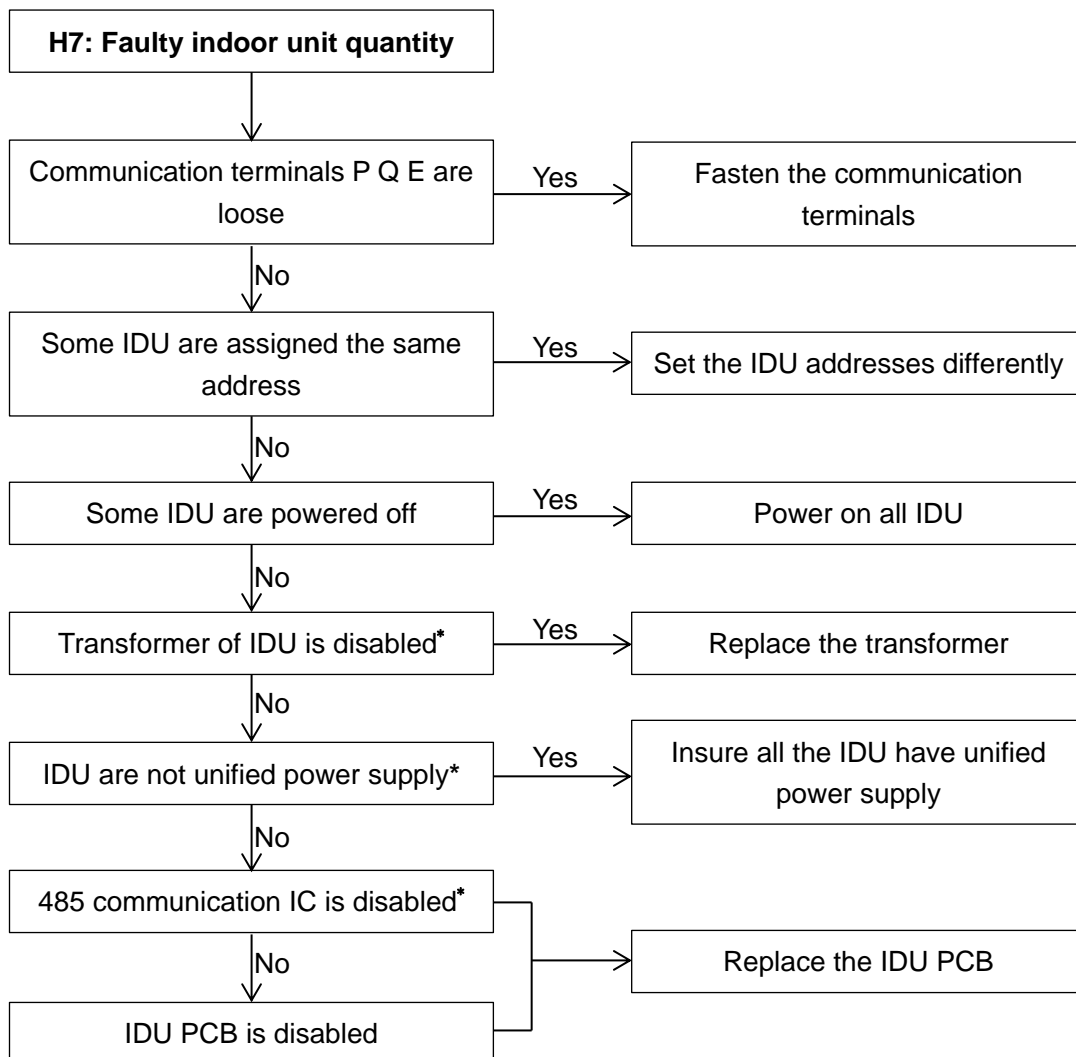 H7: Faulty indoor unit quantity
Communication terminals P Q E are
loose
Yes
Fasten the communication
terminals
No
Some IDU are assigned the same
address
Yes
Set the IDU addresses differently
No
Some IDU are powered off
Yes
Power on all IDU
No
Transformer of IDU is disabled*
Yes
Replace the transformer
No
IDU are not unified power supply*
Yes
Insure all the IDU have unified
power supply
No
485 communication IC is disabled*
No
Replace the IDU PCB
IDU PCB is disabled